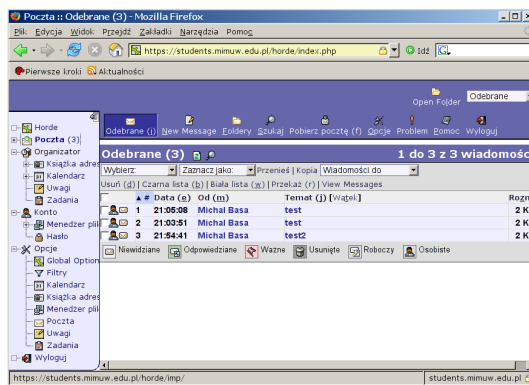 Poczta :: Odebrane (3) - Mozilla Firefox
Plik Edycja Widok Przejdź Zakładki Narzędzia Pomoc
https://students.mimuw.edu.pl/horde/index.php Idź G
Pierwsze kroki Aktualności
Open Folder Odebrane
Odebrane (i) New Message Foldery Szukaj Pobierz pocztę (f) Opcje Problem Pomoc Wyloguj
Horde
Poczta (3)
Organizator
Książka adres
Kalendarz
Uwagi
Zadania
Konto
Menedżer plik
Hasło
Opcje
Global Option
Filtry
Kalendarz
Książka adres
Menedżer plik
Poczta
Uwagi
Zadania
Wyloguj
Odebrane (3) 1 do 3 z 3 wiadomośc
Wybierz: Zaznacz jako: Przenieś | Kopia Wiadomości do
Usuń (d) | Czarna lista (b) | Biała lista (w) | Przekaż (r) | View Messages
# Data (e) Od (m) Temat (j) [Wątek] Rozm
1 21:05:08 Michal Basa test 2 K
2 21:03:51 Michal Basa test 2 K
3 21:54:41 Michal Basa test2 2 K
Niewidziane Odpowiedziane Ważne Usunięte Roboczy Osobiste
https://students.mimuw.edu.pl/horde/imp/ students.mimuw.edu.pl